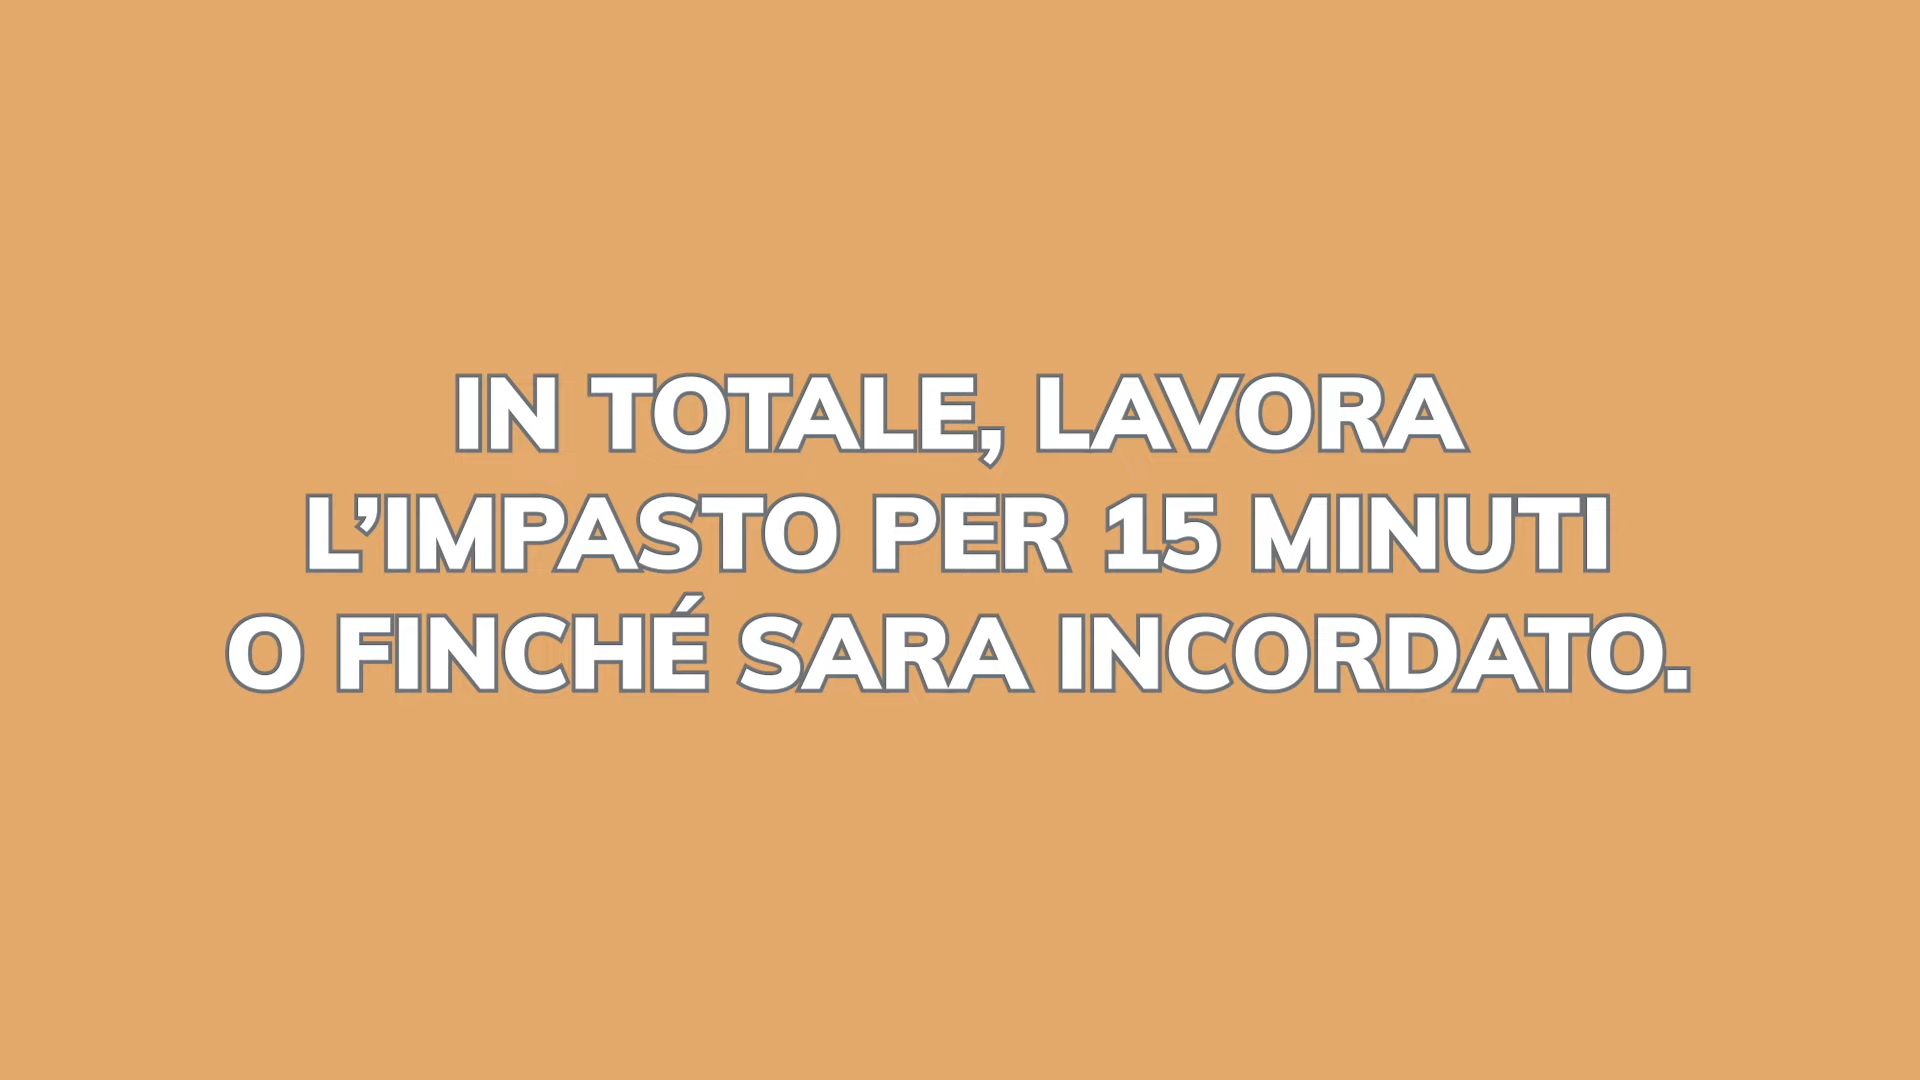 IN TOTALE, LAVORA
L’IMPASTO PER 15 MINUTI
O FINCHÉ SARA INCORDATO.